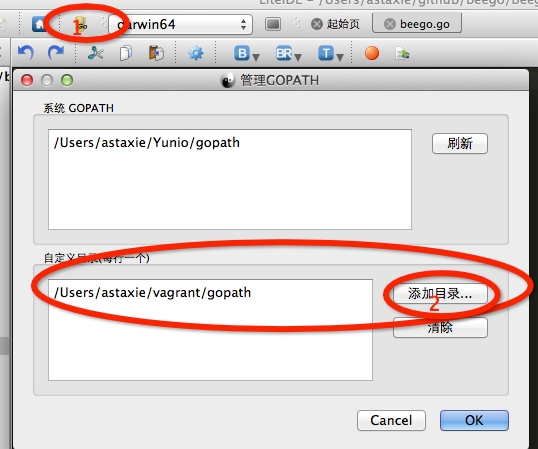 LiteIDE - /Users/astaxie/github/beego/beeg
1
Go
darwin64
起始页
beego.go
B
BR
T
管理GOPATH
系统 GOPATH
/Users/astaxie/Yunio/gopath
刷新
自定义目录(每行一个)
/Users/astaxie/vagrant/gopath
添加目录...
2
清除
Cancel
OK